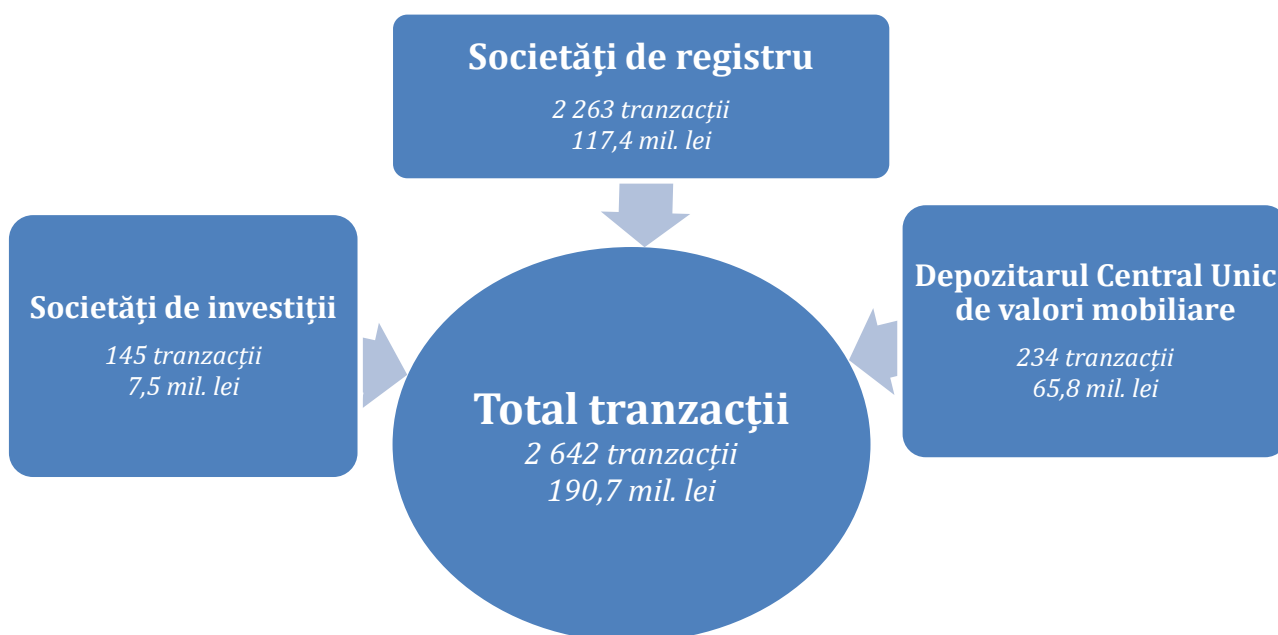 Societăți de registru
2 263 tranzacții
117,4 mil. lei
Societăți de investiții
145 tranzacții
7,5 mil. lei
Depozitarul Central Unic
de valori mobiliare
234 tranzacții
65,8 mil. lei
Total tranzacții
2 642 tranzacții
190,7 mil. lei